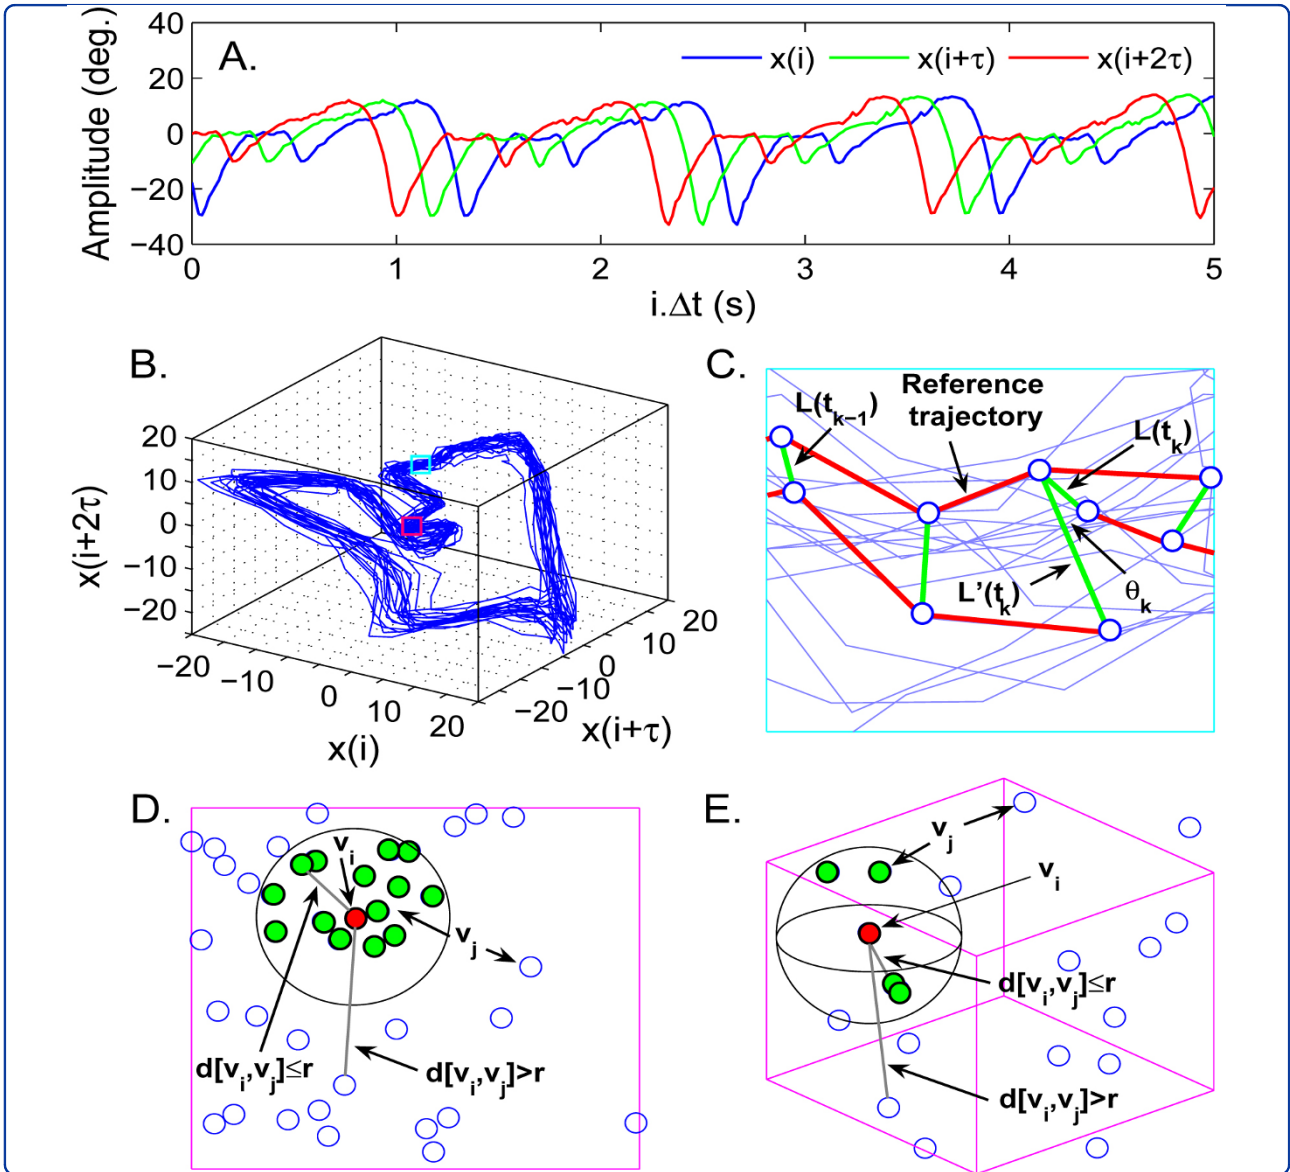 A.
x(i)
x(i+τ)
x(i+2τ)
Amplitude (deg.)
40
20
0
−20
−40
0
1
2
3
4
5
i.Δt (s)
B.
x(i+2τ)
20
10
0
−10
−20
−20
−10
0
10
20
x(i)
−20
−10
0
10
20
x(i+τ)
C.
L(tk−1)
Reference
trajectory
L(tk)
L’(tk)
θk
D.
vi
vj
d[vi,vj]≤r
d[vi,vj]>r
E.
vj
vi
d[vi,vj]≤r
d[vi,vj]>r